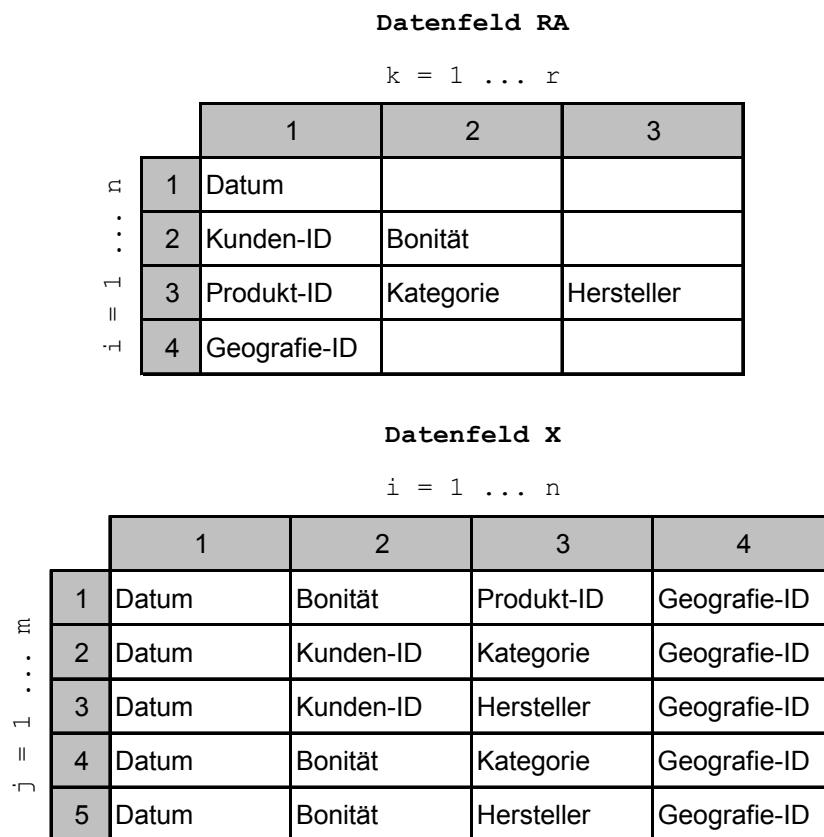 Datenfeld RA
k = 1 ... r
1 2 3
i = 1 ... n
1 Datum
2 Kunden-ID Bonität
3 Produkt-ID Kategorie Hersteller
4 Geografie-ID
Datenfeld X
i = 1 ... n
1 2 3 4
j = 1 ... m
1 Datum Bonität Produkt-ID Geografie-ID
2 Datum Kunden-ID Kategorie Geografie-ID
3 Datum Kunden-ID Hersteller Geografie-ID
4 Datum Bonität Kategorie Geografie-ID
5 Datum Bonität Hersteller Geografie-ID